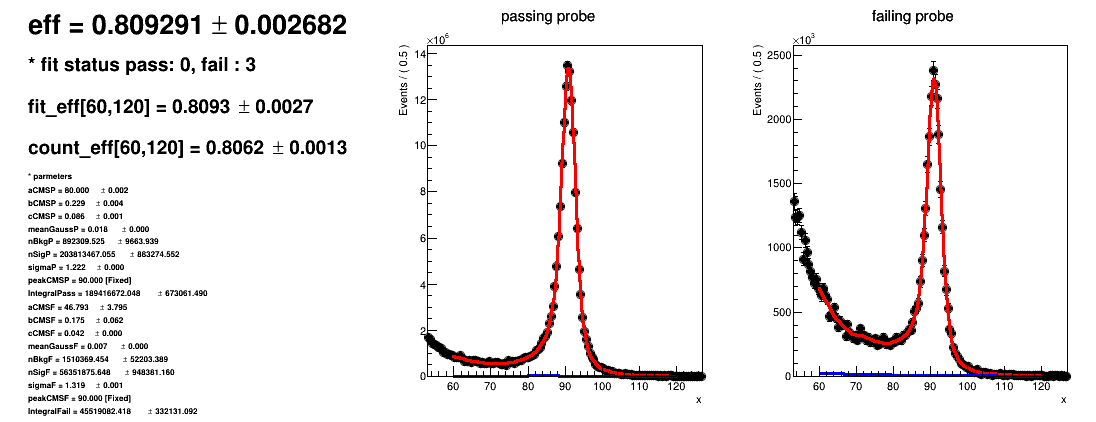 eff = 0.809291 ± 0.002682
* fit status pass: 0, fail : 3
fit_eff[60,120] = 0.8093 ± 0.0027
count_eff[60,120] = 0.8062 ± 0.0013
* parmeters
aCMSP = 80.000 ± 0.002
bCMSP = 0.229 ± 0.004
cCMSP = 0.086 ± 0.001
meanGaussP = 0.018 ± 0.000
nBkgP = 892309.525 ± 9663.939
nSigP = 203813467.055 ± 883274.552
sigmaP = 1.222 ± 0.000
peakCMSP = 90.000 [Fixed]
IntegralPass = 189416672.048 ± 673061.490
aCMSF = 46.793 ± 3.795
bCMSF = 0.175 ± 0.062
cCMSF = 0.042 ± 0.000
meanGaussF = 0.007 ± 0.000
nBkgF = 1510369.454 ± 52203.389
nSigF = 56351875.648 ± 948381.160
sigmaF = 1.319 ± 0.001
peakCMSF = 90.000 [Fixed]
IntegralFail = 45519082.418 ± 332131.092
passing probe
×10⁶
Events / ( 0.5 )
14
12
10
8
6
4
2
0
60 70 80 90 100 110 120
x
failing probe
×10³
Events / ( 0.5 )
2500
2000
1500
1000
500
0
60 70 80 90 100 110 120
x